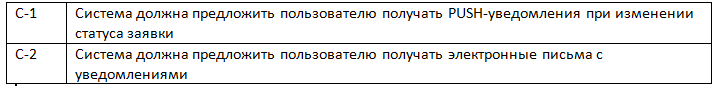 С-1 Система должна предложить пользователю получать PUSH-уведомления при изменении
статуса заявки
С-2 Система должна предложить пользователю получать электронные письма с
уведомлениями